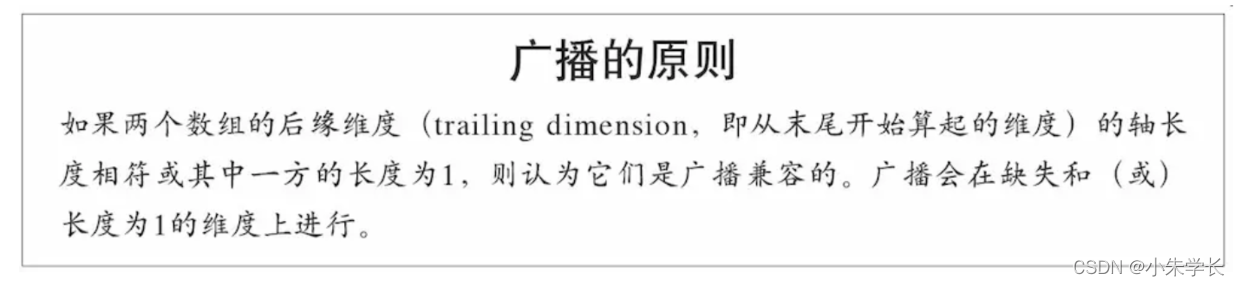 广播的原则
如果两个数组的后缘维度（trailing dimension，即从末尾开始算起的维度）的轴长
度相符或其中一方的长度为1，则认为它们是广播兼容的。广播会在缺失和（或）
长度为1的维度上进行。
CSDN @小朱学长